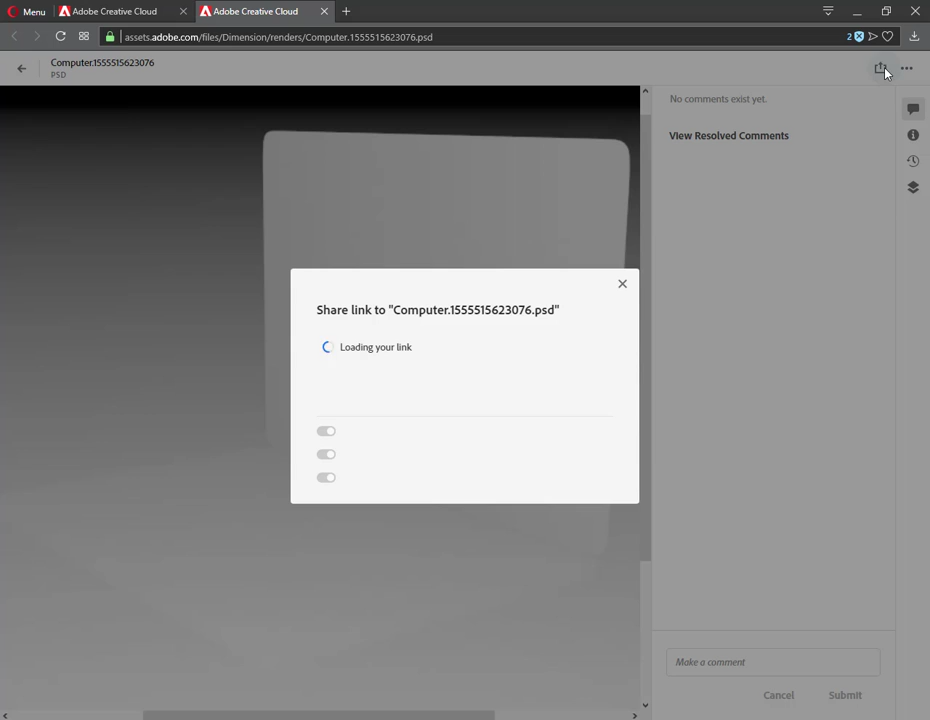 Menu
Adobe Creative Cloud
Adobe Creative Cloud
assets.adobe.com/files/Dimension/renders/Computer.1555515623076.psd
2
Computer.1555515623076
PSD
No comments exist yet.
View Resolved Comments
Share link to "Computer.1555515623076.psd"
Loading your link
Make a comment
Cancel
Submit